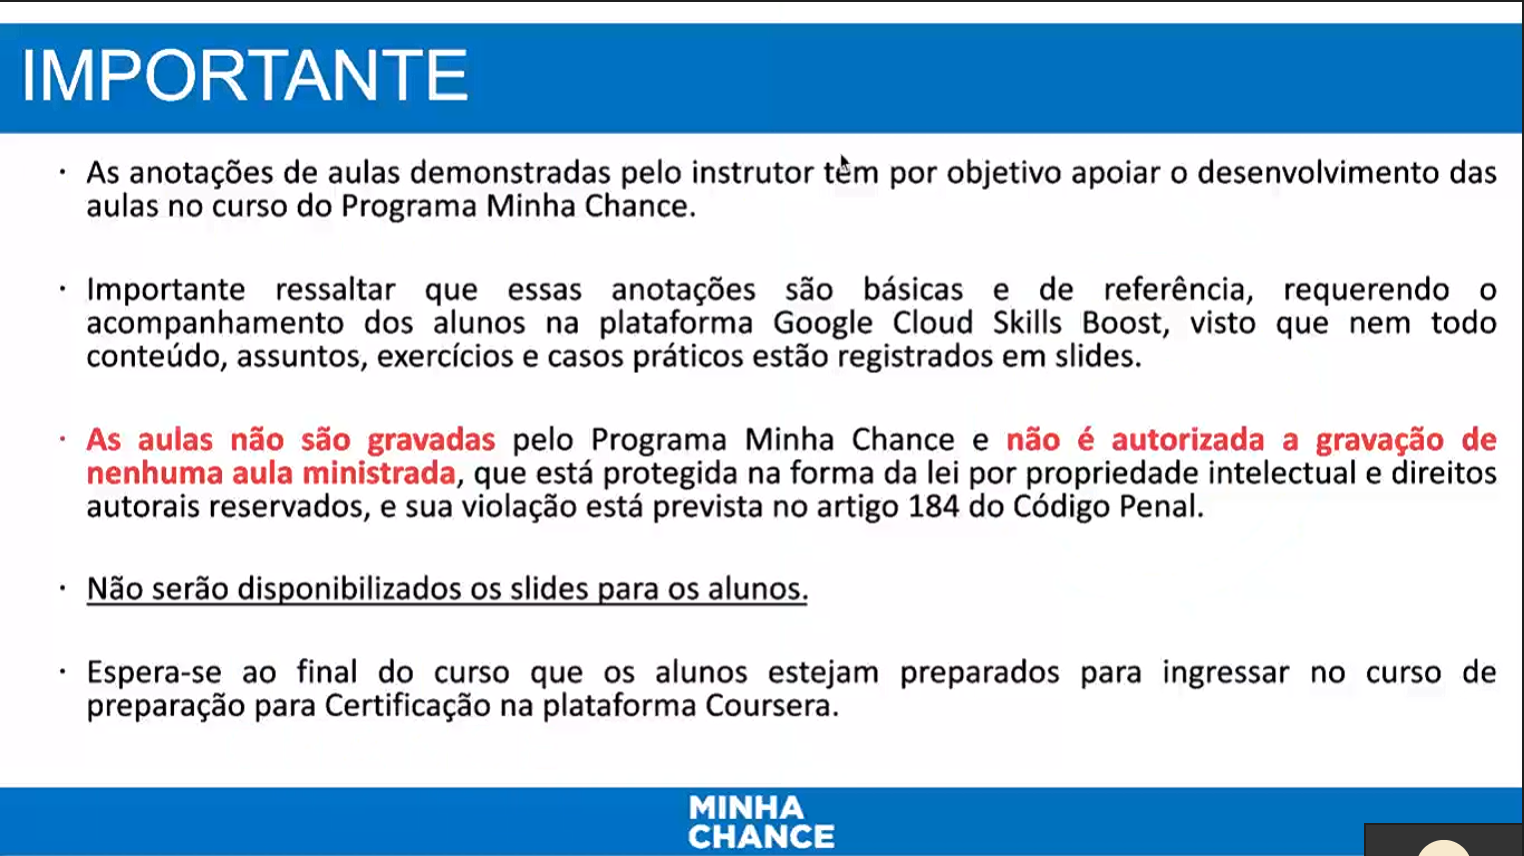 IMPORTANTE
· As anotações de aulas demonstradas pelo instrutor têm por objetivo apoiar o desenvolvimento das
aulas no curso do Programa Minha Chance.
· Importante ressaltar que essas anotações são básicas e de referência, requerendo o
acompanhamento dos alunos na plataforma Google Cloud Skills Boost, visto que nem todo
conteúdo, assuntos, exercícios e casos práticos estão registrados em slides.
· As aulas não são gravadas pelo Programa Minha Chance e não é autorizada a gravação de
nenhuma aula ministrada, que está protegida na forma da lei por propriedade intelectual e direitos
autorais reservados, e sua violação está prevista no artigo 184 do Código Penal.
· Não serão disponibilizados os slides para os alunos.
· Espera-se ao final do curso que os alunos estejam preparados para ingressar no curso de
preparação para Certificação na plataforma Coursera.
MINHA
CHANCE